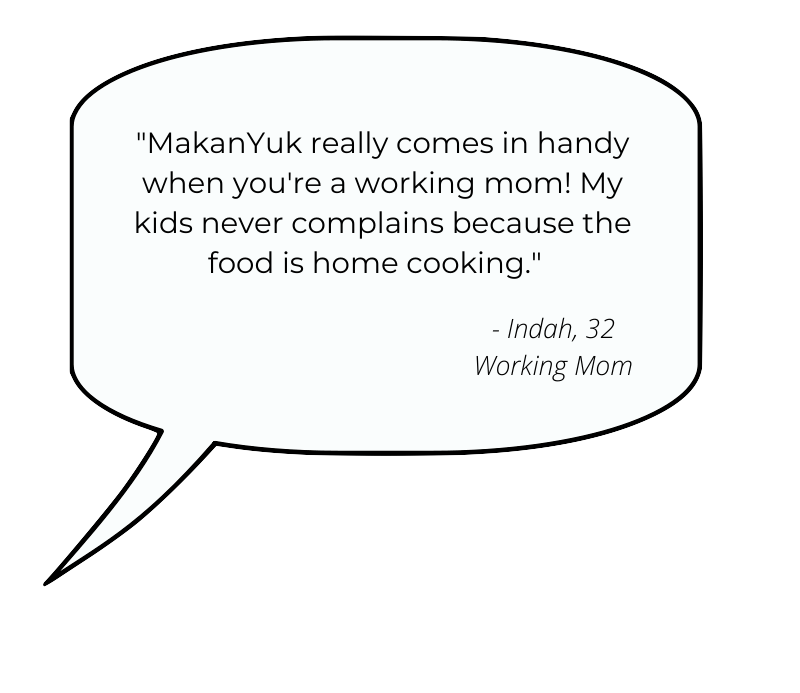 "MakanYuk really comes in handy
when you're a working mom! My
kids never complains because the
food is home cooking."
- Indah, 32
Working Mom